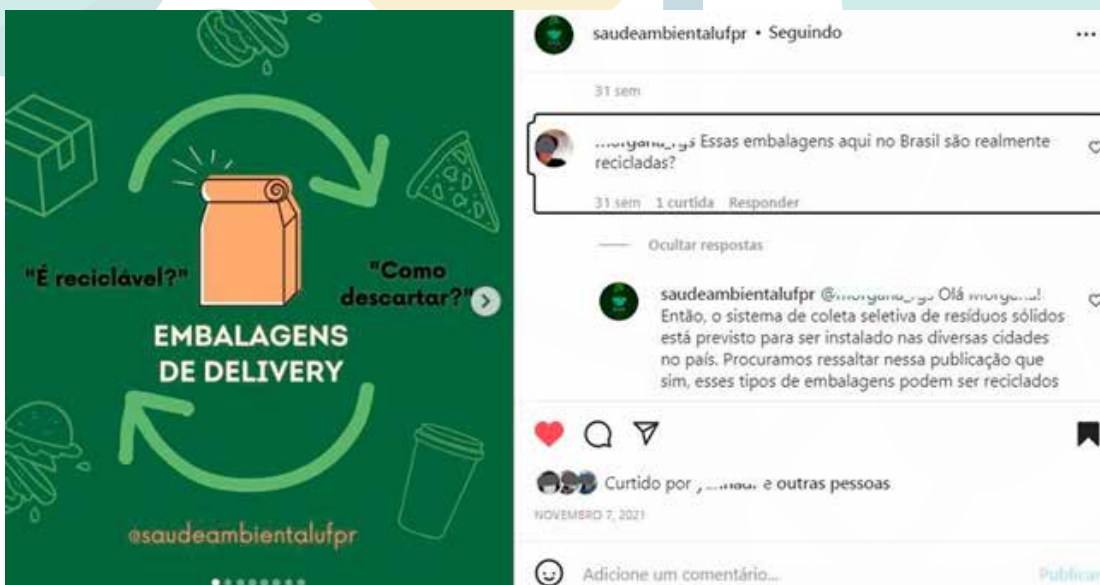 "É reciclável?"
"Como
descartar?"
EMBALAGENS
DE DELIVERY
@saudeambientalufpr
saudeambientalufpr • Seguindo
31 sem
Essas embalagens aqui no Brasil são realmente
recicladas?
31 sem 1 curtida Responder
Ocultar respostas
saudeambientalufpr Olá
Então, o sistema de coleta seletiva de resíduos sólidos
está previsto para ser instalado nas diversas cidades
no país. Procuramos ressaltar nessa publicação que
sim, esses tipos de embalagens podem ser reciclados
Curtido por e outras pessoas
NOVEMBRO 7, 2021
Adicione um comentário...
Publicar